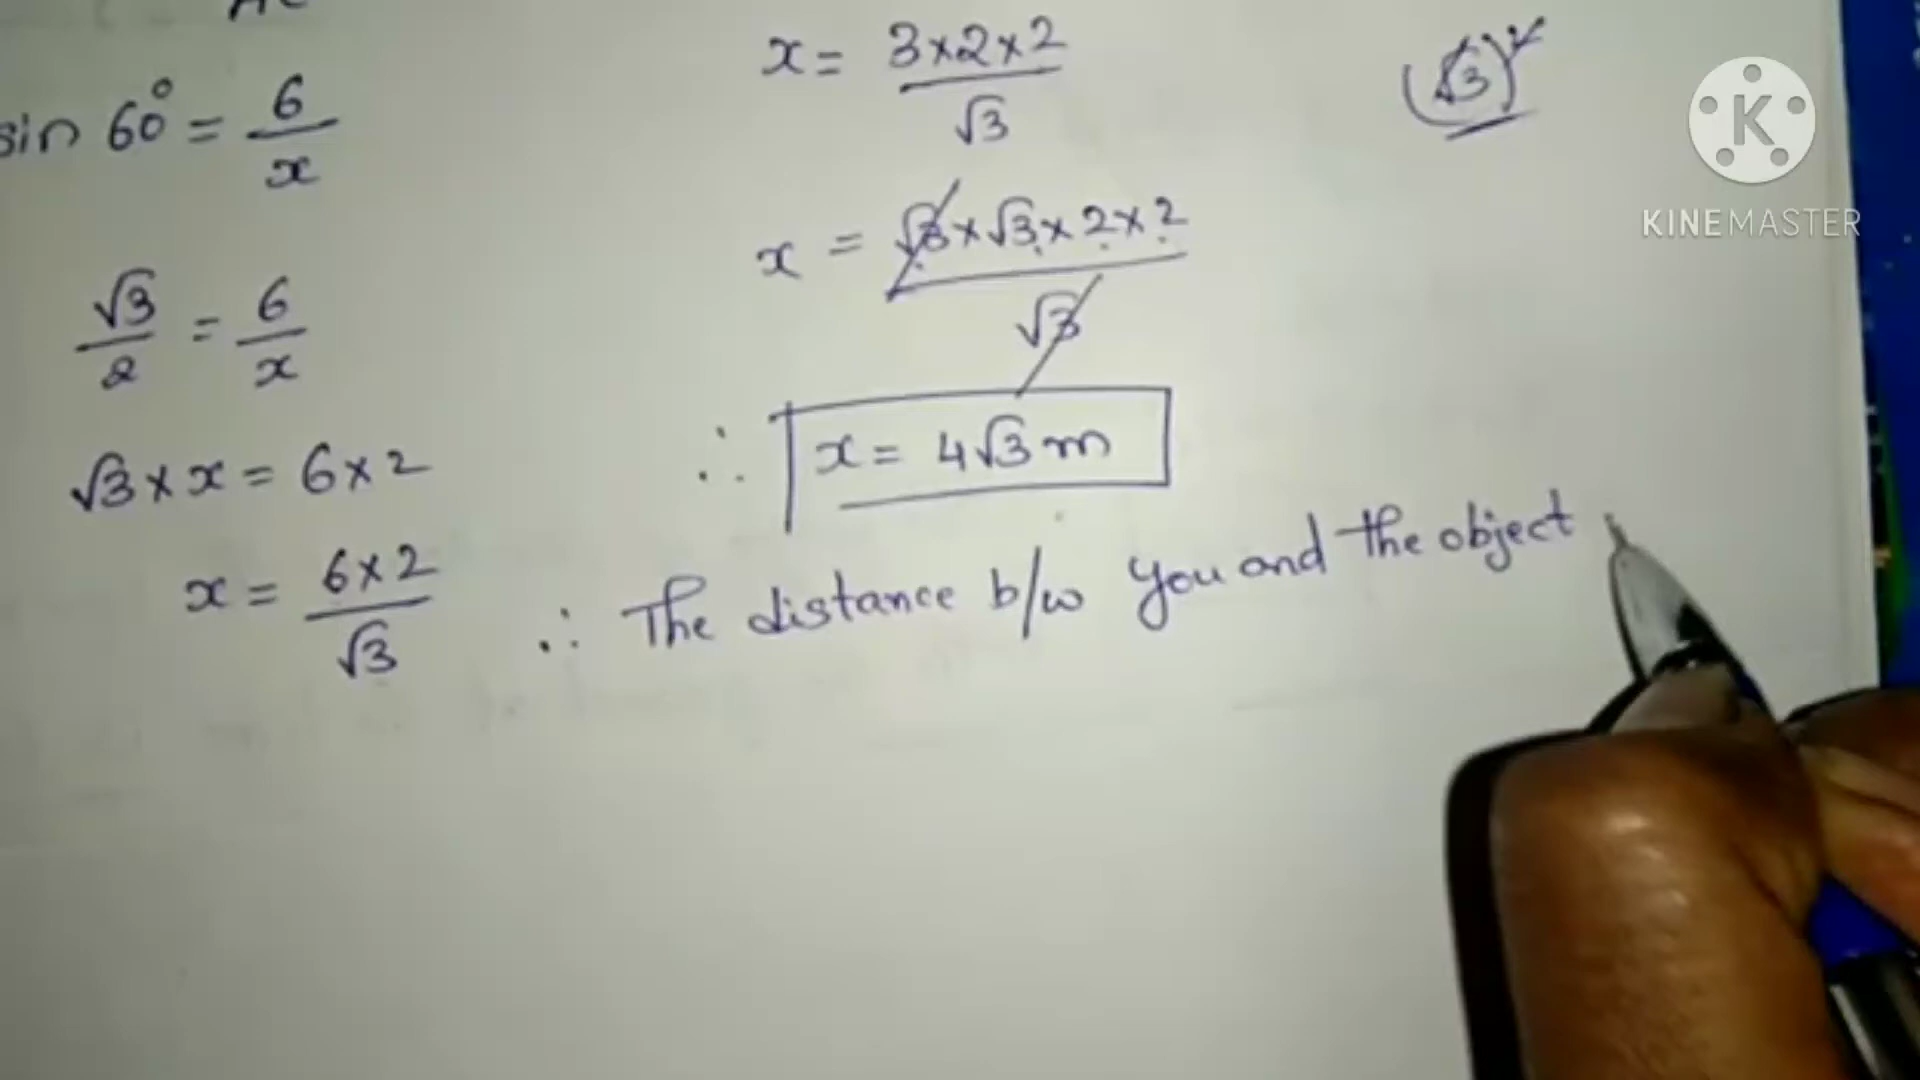 AC
sin 60° = 6/x
√3/2 = 6/x
√3 × x = 6 × 2
x = 6×2/√3
x = 3×2×2/√3
x = √3×√3×2×2/√3
∴ x = 4√3 m
∴ The distance b/w you and the object
(√3)²
K
KINEMASTER